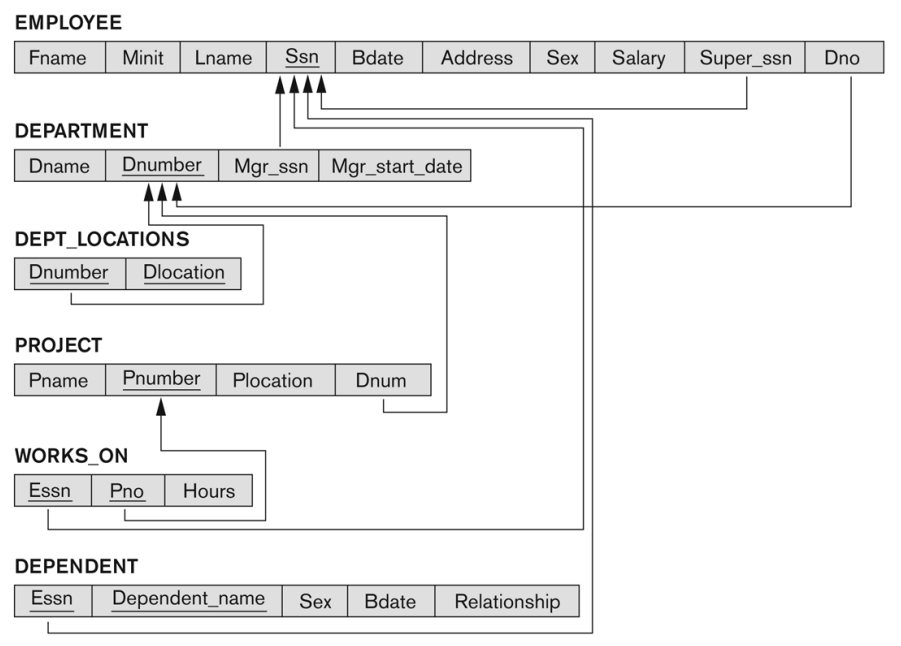 EMPLOYEE
Fname Minit Lname Ssn Bdate Address Sex Salary Super_ssn Dno
DEPARTMENT
Dname Dnumber Mgr_ssn Mgr_start_date
DEPT_LOCATIONS
Dnumber Dlocation
PROJECT
Pname Pnumber Plocation Dnum
WORKS_ON
Essn Pno Hours
DEPENDENT
Essn Dependent_name Sex Bdate Relationship